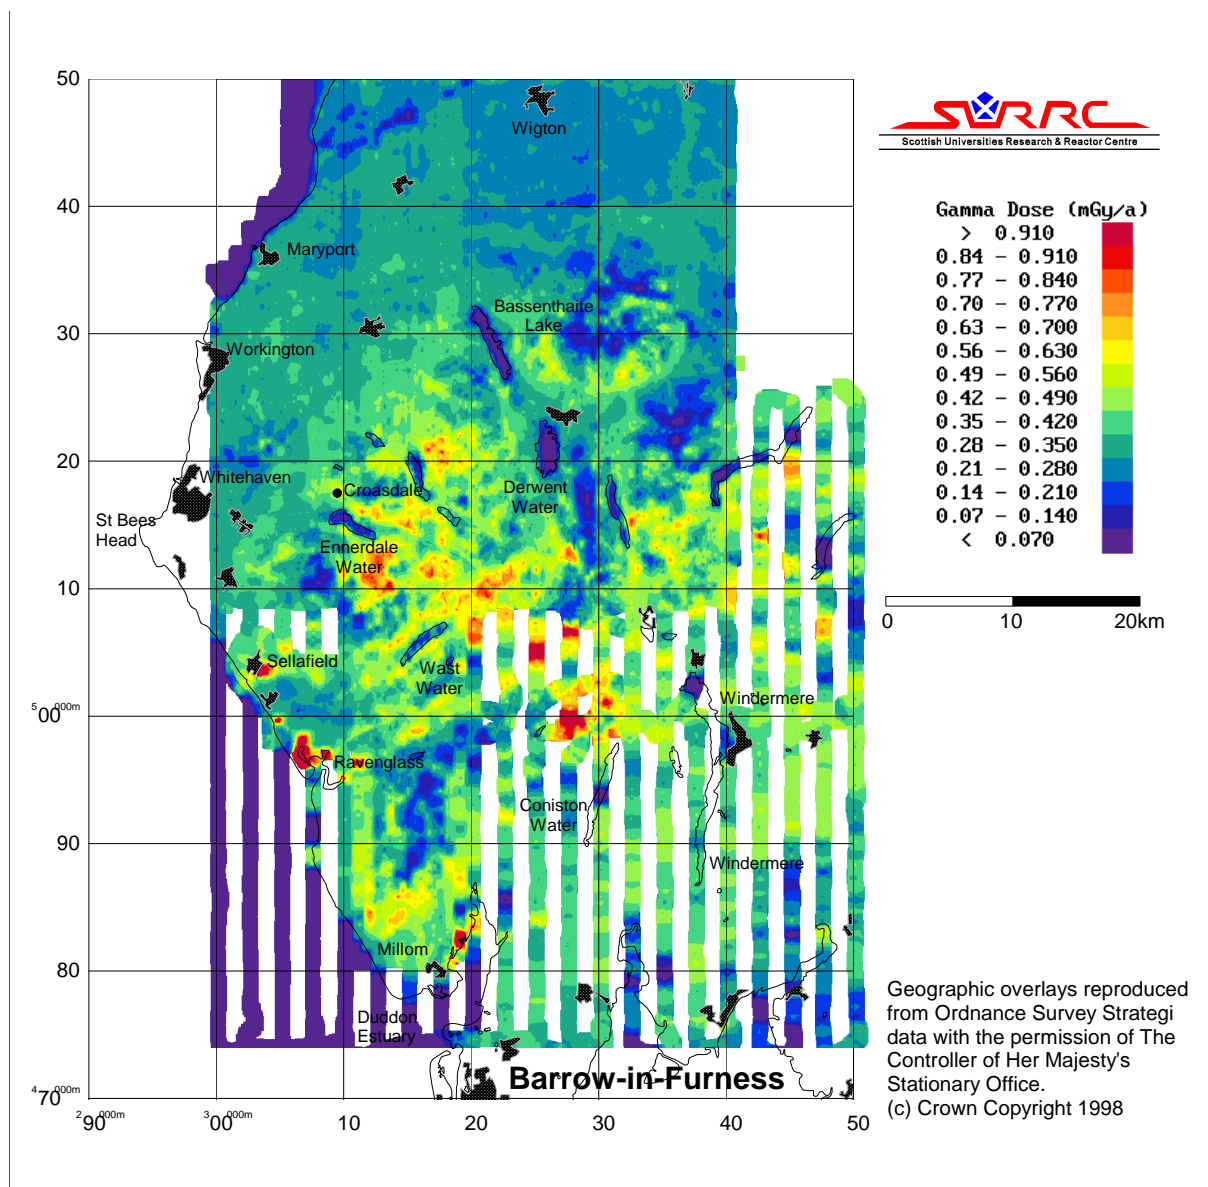 50
Wigton
SURRC
Scottish Universities Research & Reactor Centre
Gamma Dose (mGy/a)
> 0.910
0.84 - 0.910
0.77 - 0.840
0.70 - 0.770
0.63 - 0.700
0.56 - 0.630
0.49 - 0.560
0.42 - 0.490
0.35 - 0.420
0.28 - 0.350
0.21 - 0.280
0.14 - 0.210
0.07 - 0.140
< 0.070
40
Maryport
Bassenthaite
Lake
30
Workington
20
Whitehaven
Croasdale
Derwent
Water
St Bees
Head
Ennerdale
Water
10
0 10 20km
Sellafield
Wast
Water
Windermere
500000m
Ravenglass
Coniston
Water
90
Windermere
Millom
80
Duddon
Estuary
Geographic overlays reproduced
from Ordnance Survey Strategi
data with the permission of The
Controller of Her Majesty's
Stationary Office.
(c) Crown Copyright 1998
Barrow-in-Furness
470000m
290000m 300000m 10 20 30 40 50